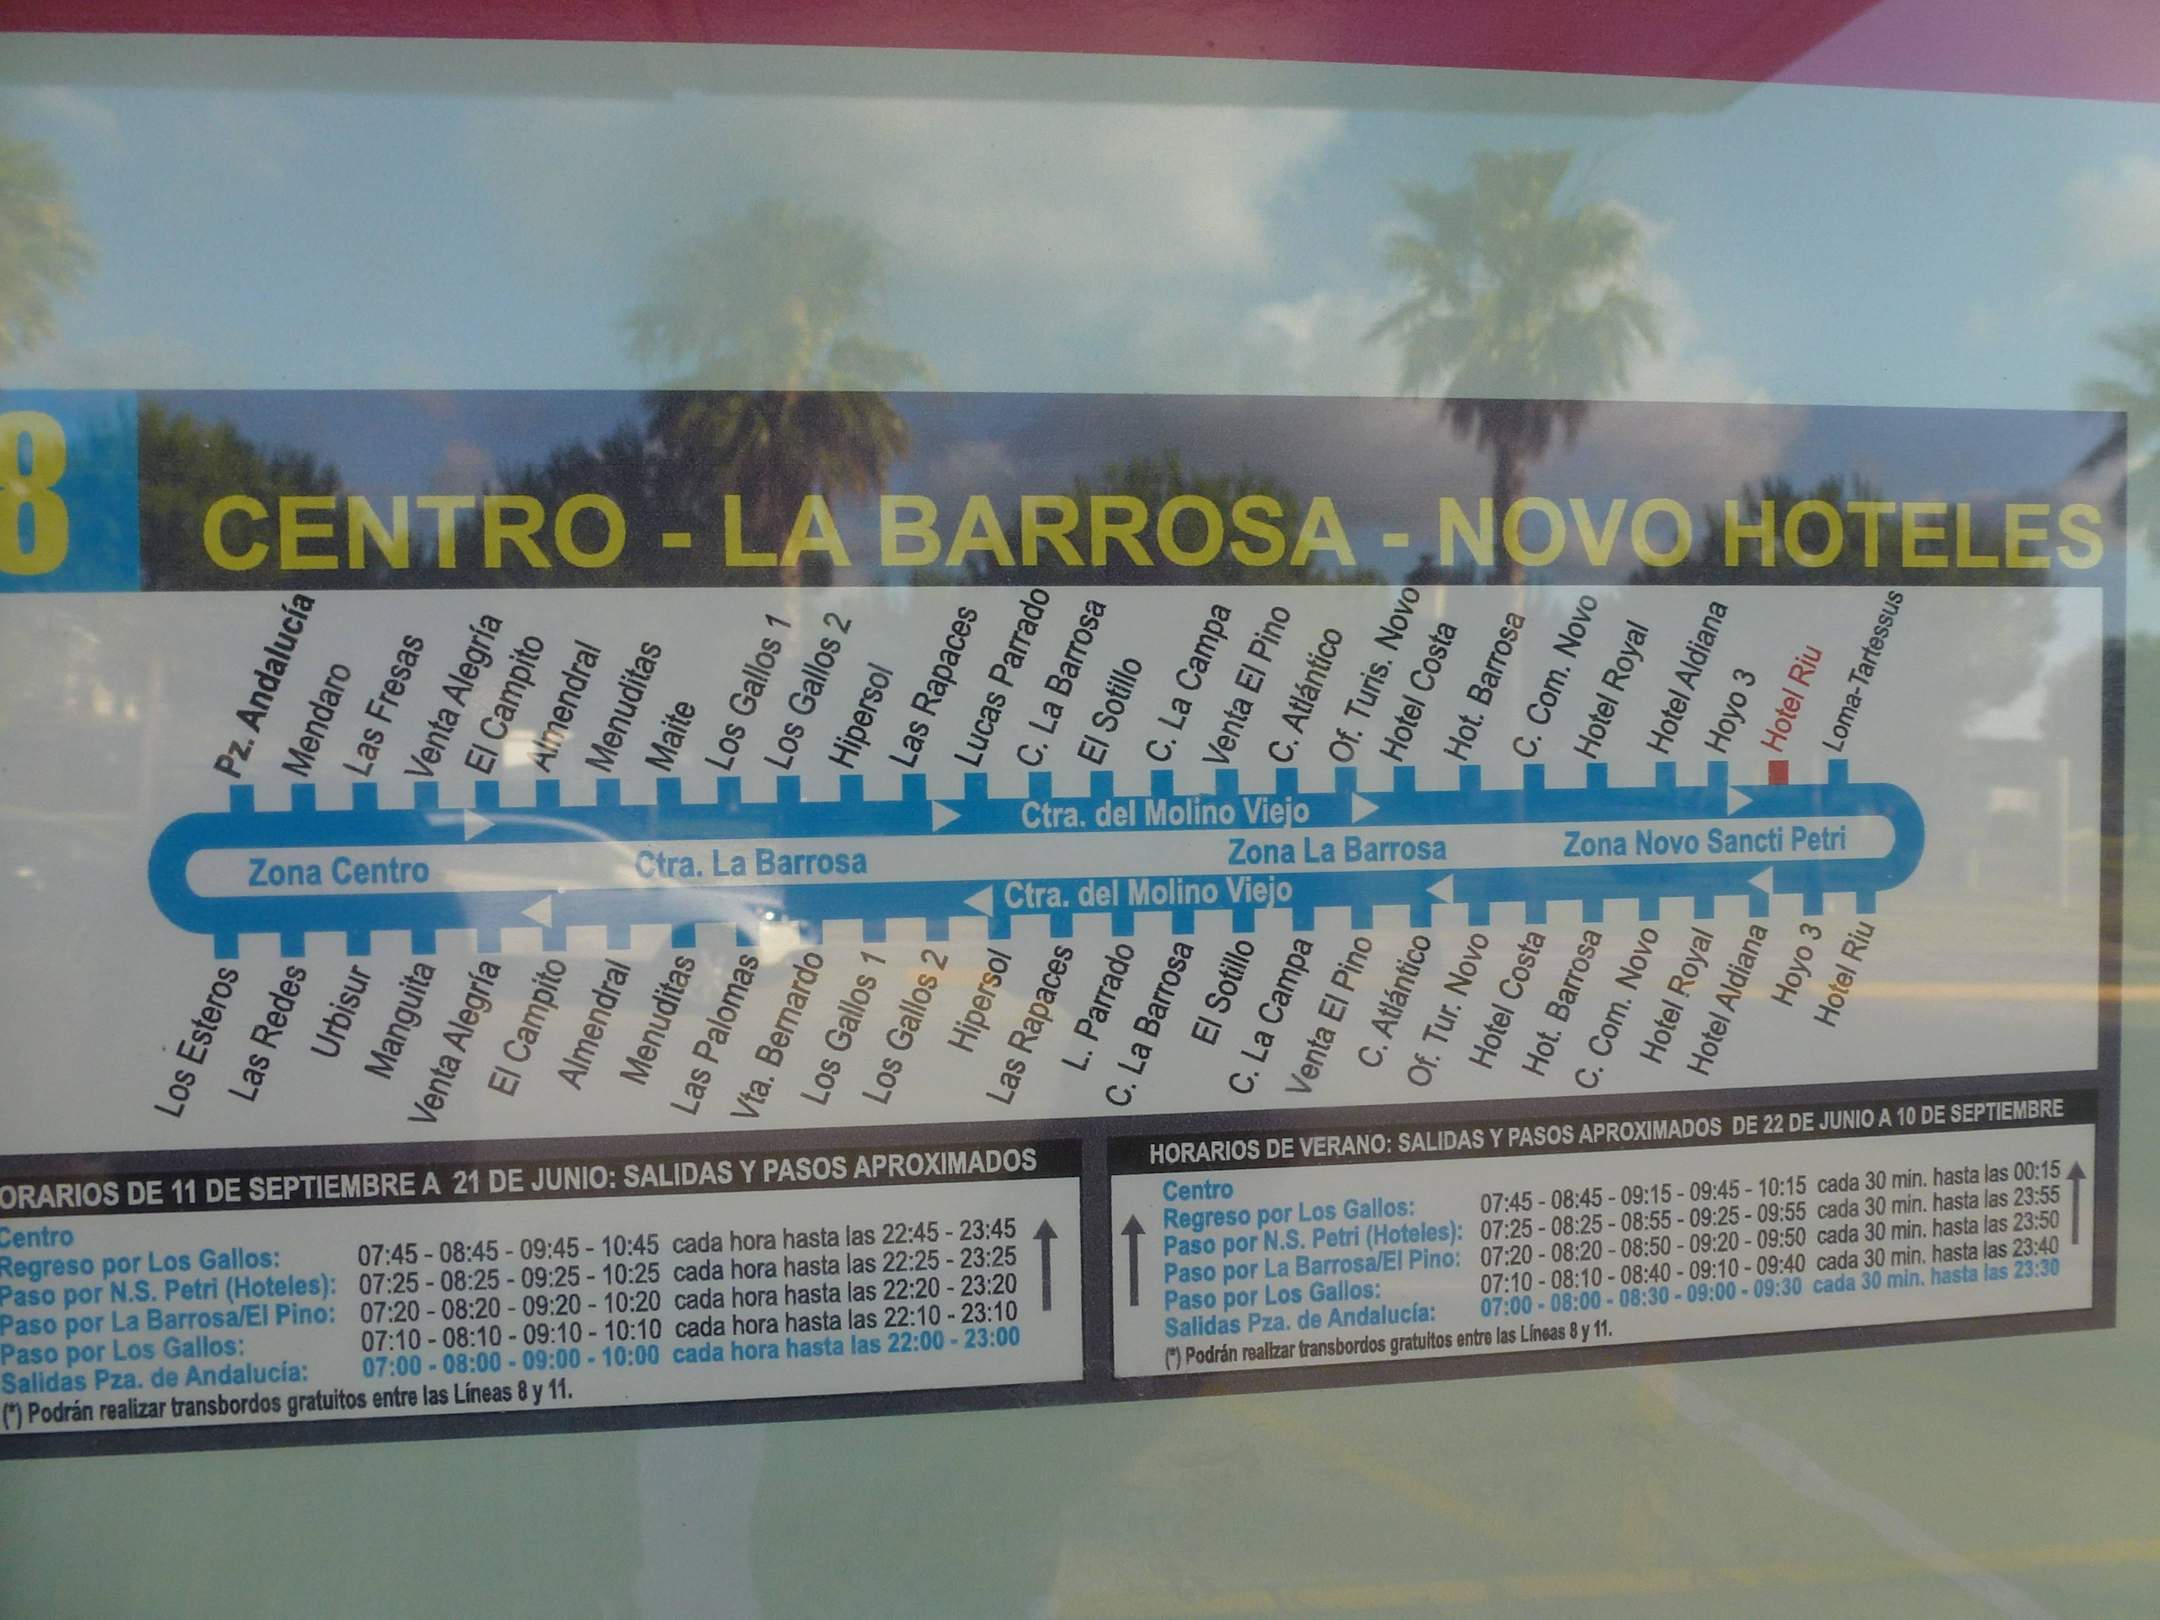 8
CENTRO - LA BARROSA - NOVO HOTELES
Pz. Andalucía
Mendaro
Las Fresas
Venta Alegría
El Campito
Almendral
Menuditas
Maite
Los Gallos 1
Los Gallos 2
Hipersol
Las Rapaces
Lucas Parrado
C. La Barrosa
El Sotillo
C. La Campa
Venta El Pino
C. Atlántico
Of. Turis. Novo
Hotel Costa
Hot. Barrosa
C. Com. Novo
Hotel Royal
Hotel Aldiana
Hoyo 3
Hotel Riu
Loma-Tartessus
Ctra. del Molino Viejo
Zona Centro
Ctra. La Barrosa
Zona La Barrosa
Zona Novo Sancti Petri
Ctra. del Molino Viejo
Los Esteros
Las Redes
Urbisur
Manguita
Venta Alegría
El Campito
Almendral
Menuditas
Las Palomas
Vta. Bernardo
Los Gallos 1
Los Gallos 2
Hipersol
Las Rapaces
L. Parrado
C. La Barrosa
El Sotillo
C. La Campa
Venta El Pino
C. Atlántico
Of. Tur. Novo
Hotel Costa
Hot. Barrosa
C. Com. Novo
Hotel Royal
Hotel Aldiana
Hoyo 3
Hotel Riu
ORARIOS DE 11 DE SEPTIEMBRE A 21 DE JUNIO: SALIDAS Y PASOS APROXIMADOS
Centro
Regreso por Los Gallos: 07:45 - 08:45 - 09:45 - 10:45 cada hora hasta las 22:45 - 23:45
Paso por N.S. Petri (Hoteles): 07:25 - 08:25 - 09:25 - 10:25 cada hora hasta las 22:25 - 23:25
Paso por La Barrosa/El Pino: 07:20 - 08:20 - 09:20 - 10:20 cada hora hasta las 22:20 - 23:20
Paso por Los Gallos: 07:10 - 08:10 - 09:10 - 10:10 cada hora hasta las 22:10 - 23:10
Salidas Pza. de Andalucía: 07:00 - 08:00 - 09:00 - 10:00 cada hora hasta las 22:00 - 23:00
(*) Podrán realizar transbordos gratuitos entre las Líneas 8 y 11.
HORARIOS DE VERANO: SALIDAS Y PASOS APROXIMADOS DE 22 DE JUNIO A 10 DE SEPTIEMBRE
Centro
Regreso por Los Gallos: 07:45 - 08:45 - 09:15 - 09:45 - 10:15 cada 30 min. hasta las 00:15
Paso por N.S. Petri (Hoteles): 07:25 - 08:25 - 08:55 - 09:25 - 09:55 cada 30 min. hasta las 23:55
Paso por La Barrosa/El Pino: 07:20 - 08:20 - 08:50 - 09:20 - 09:50 cada 30 min. hasta las 23:50
Paso por Los Gallos: 07:10 - 08:10 - 08:40 - 09:10 - 09:40 cada 30 min. hasta las 23:40
Salidas Pza. de Andalucía: 07:00 - 08:00 - 08:30 - 09:00 - 09:30 cada 30 min. hasta las 23:30
(*) Podrán realizar transbordos gratuitos entre las Líneas 8 y 11.